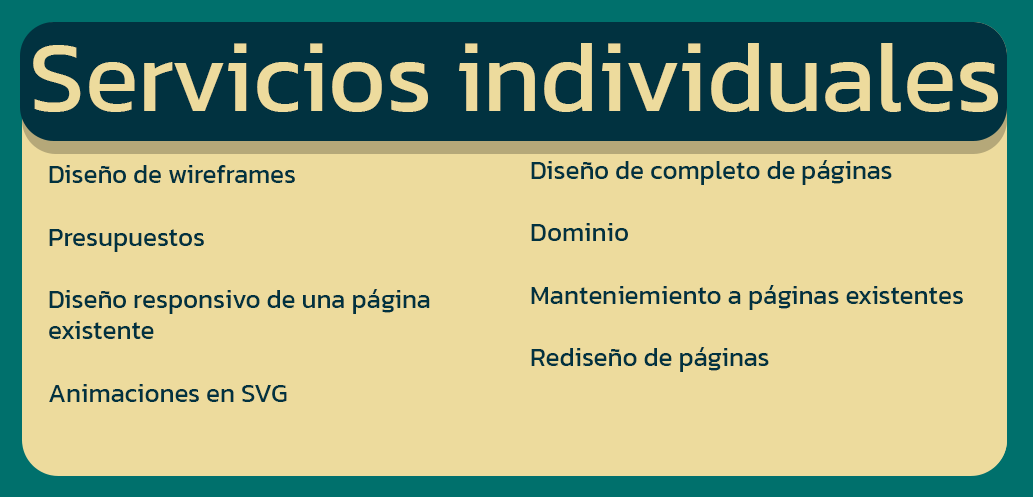 Servicios individuales
Diseño de wireframes
Presupuestos
Diseño responsivo de una página
existente
Animaciones en SVG
Diseño de completo de páginas
Dominio
Manteniemiento a páginas existentes
Rediseño de páginas